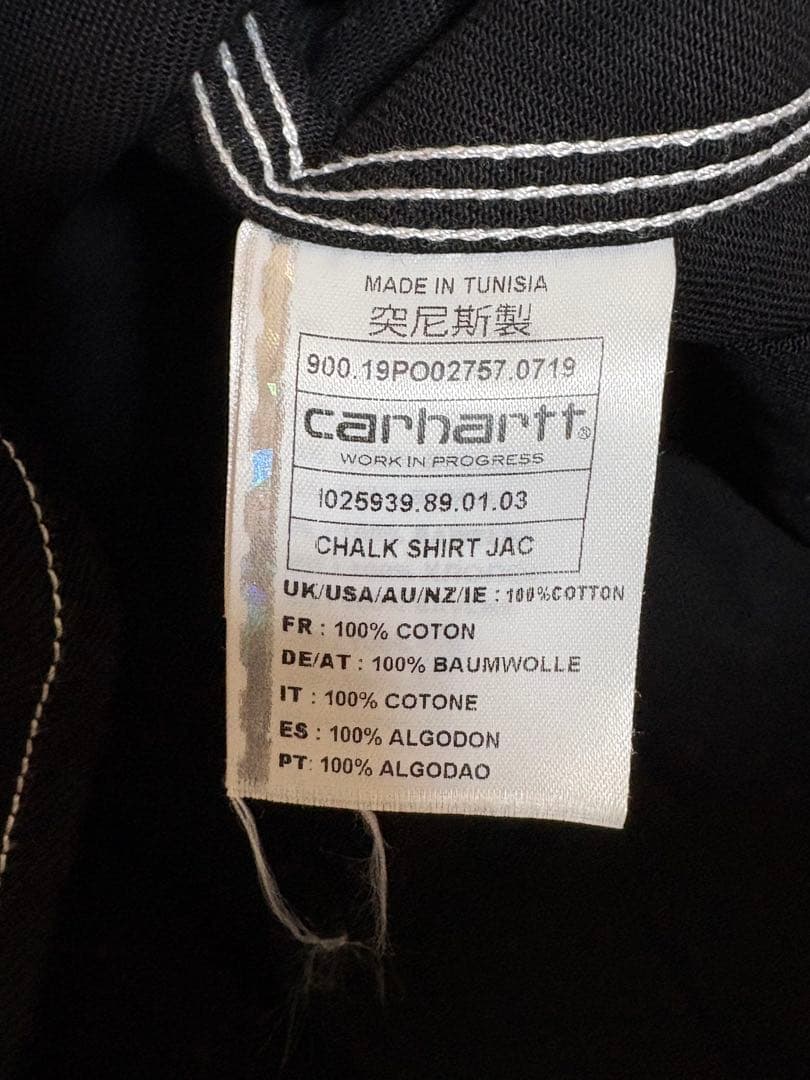 MADE IN TUNISIA
突尼斯製
900.19PO02757.0719
carhartt®
WORK IN PROGRESS
I025939.89.01.03
CHALK SHIRT JAC
UK/USA/AU/NZ/IE : 100%COTTON
FR : 100% COTON
DE/AT : 100% BAUMWOLLE
IT : 100% COTONE
ES : 100% ALGODON
PT: 100% ALGODAO